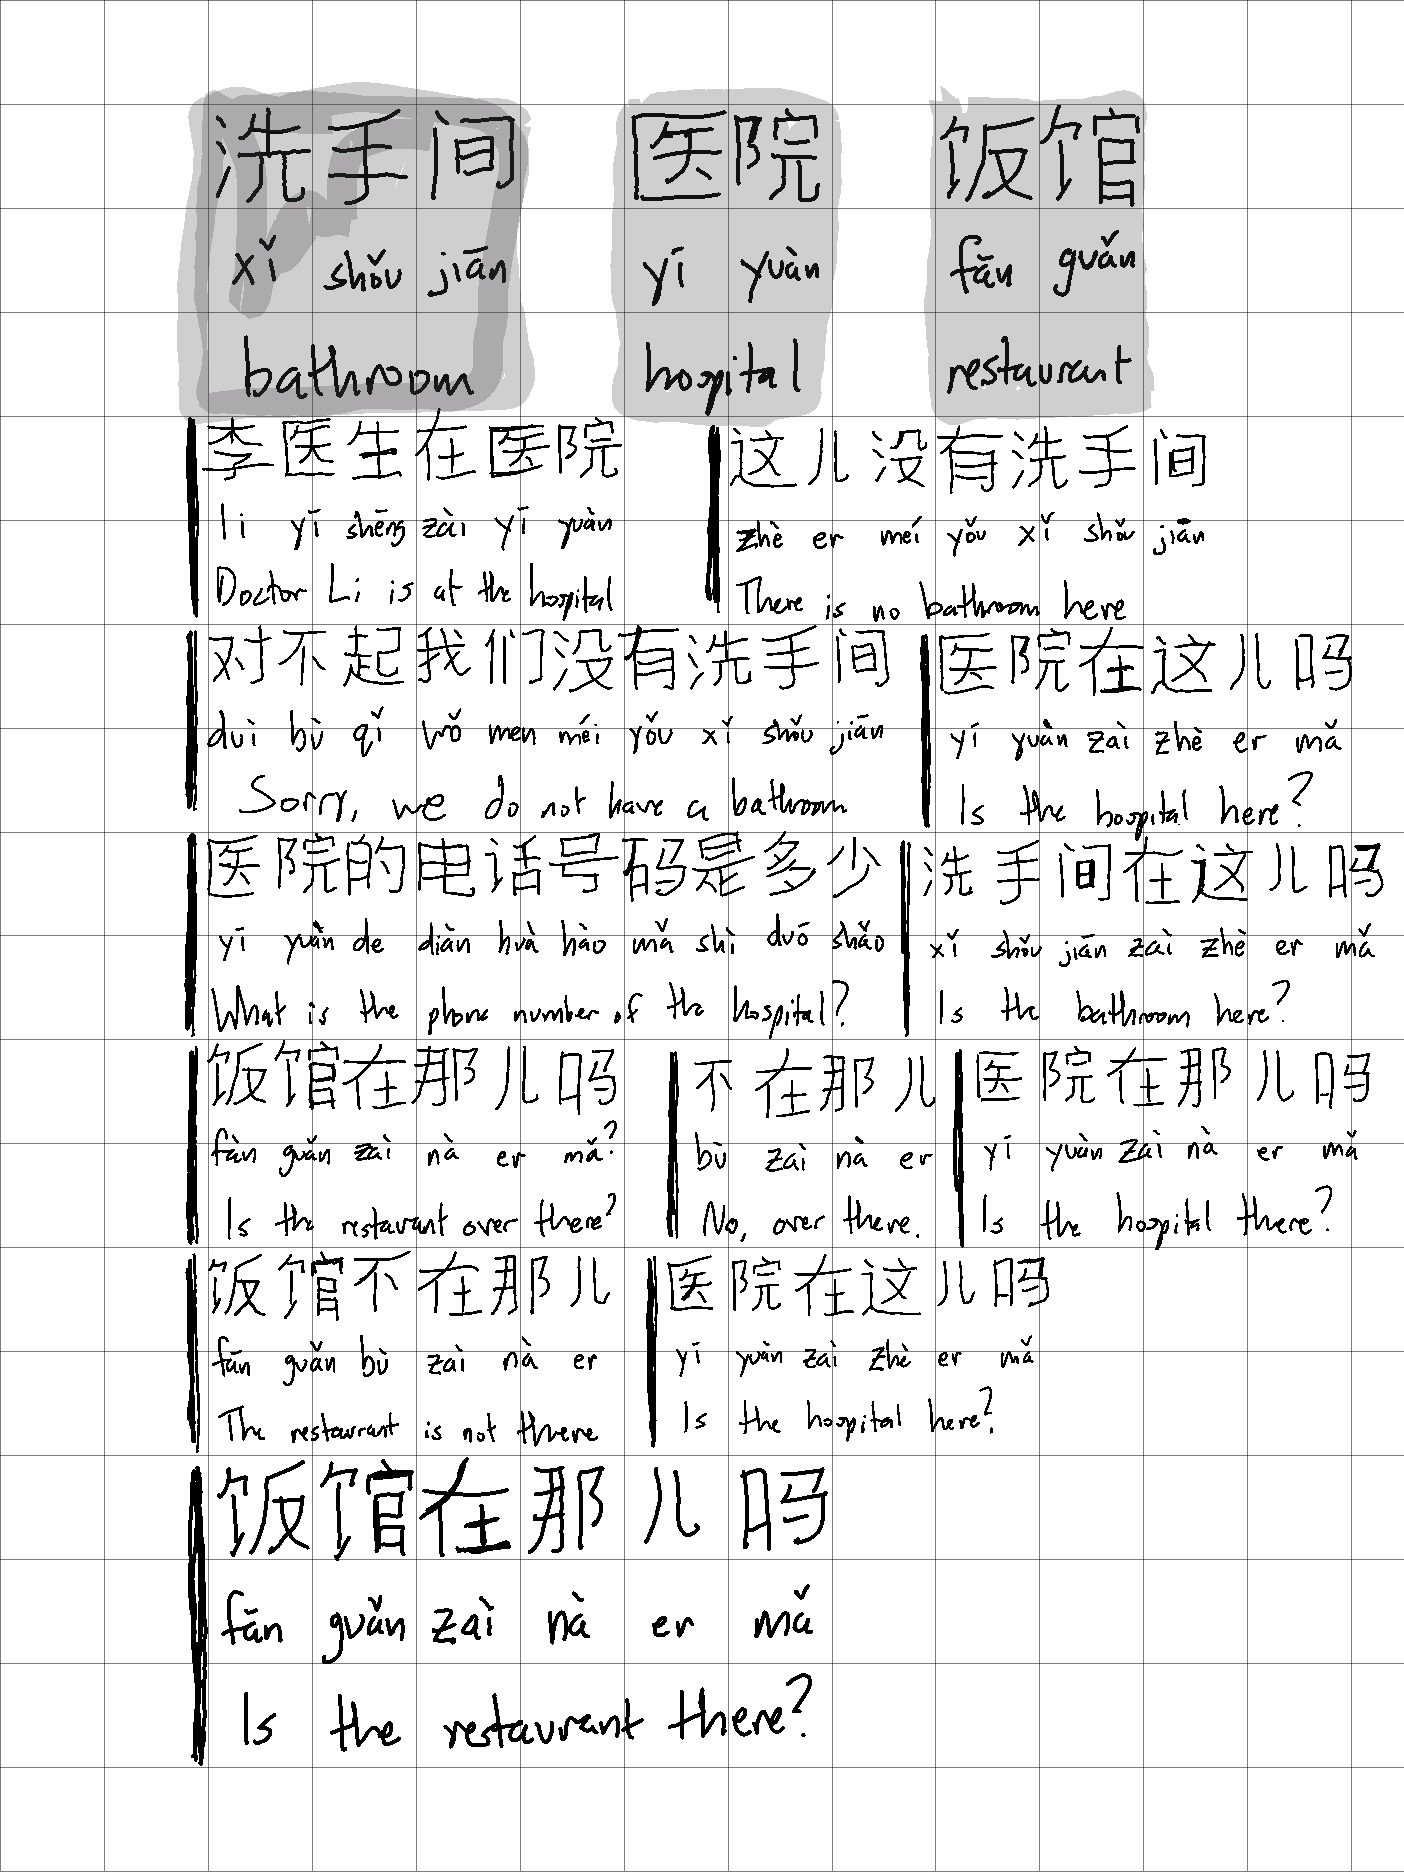 洗手间 医院 饭馆
xǐ shǒu jiān yī yuàn fān guǎn
bathroom hospital restaurant
李医生在医院 这儿没有洗手间
li yī shēng zài yī yuàn zhè er meí yǒu xǐ shǒu jiān
Doctor Li is at the hospital There is no bathroom here
对不起我们没有洗手间 医院在这儿吗
duì bù qǐ wǒ men méi yǒu xǐ shǒu jiān yī yuàn zaì zhè er mǎ
Sorry, we do not have a bathroom Is the hospital here?
医院的电话号码是多少 洗手间在这儿吗
yī yuàn de diàn huà hào mǎ shì duō shǎo xǐ shǒu jiān zaì zhè er mǎ
What is the phone number of the hospital? Is the bathroom here?
饭馆在那儿吗 不在那儿 医院在那儿吗
fàn guǎn zaì nà er mǎ? bù zaì nà er yī yuàn zaì nà er mǎ
Is the restaurant over there? No, over there. Is the hospital there?
饭馆不在那儿 医院在这儿吗
fān guǎn bù zaì nà er yī yuàn zaì zhè er mǎ
The restaurant is not there Is the hospital here?
饭馆在那儿吗
fān guǎn zaì nà er mǎ
Is the restaurant there?